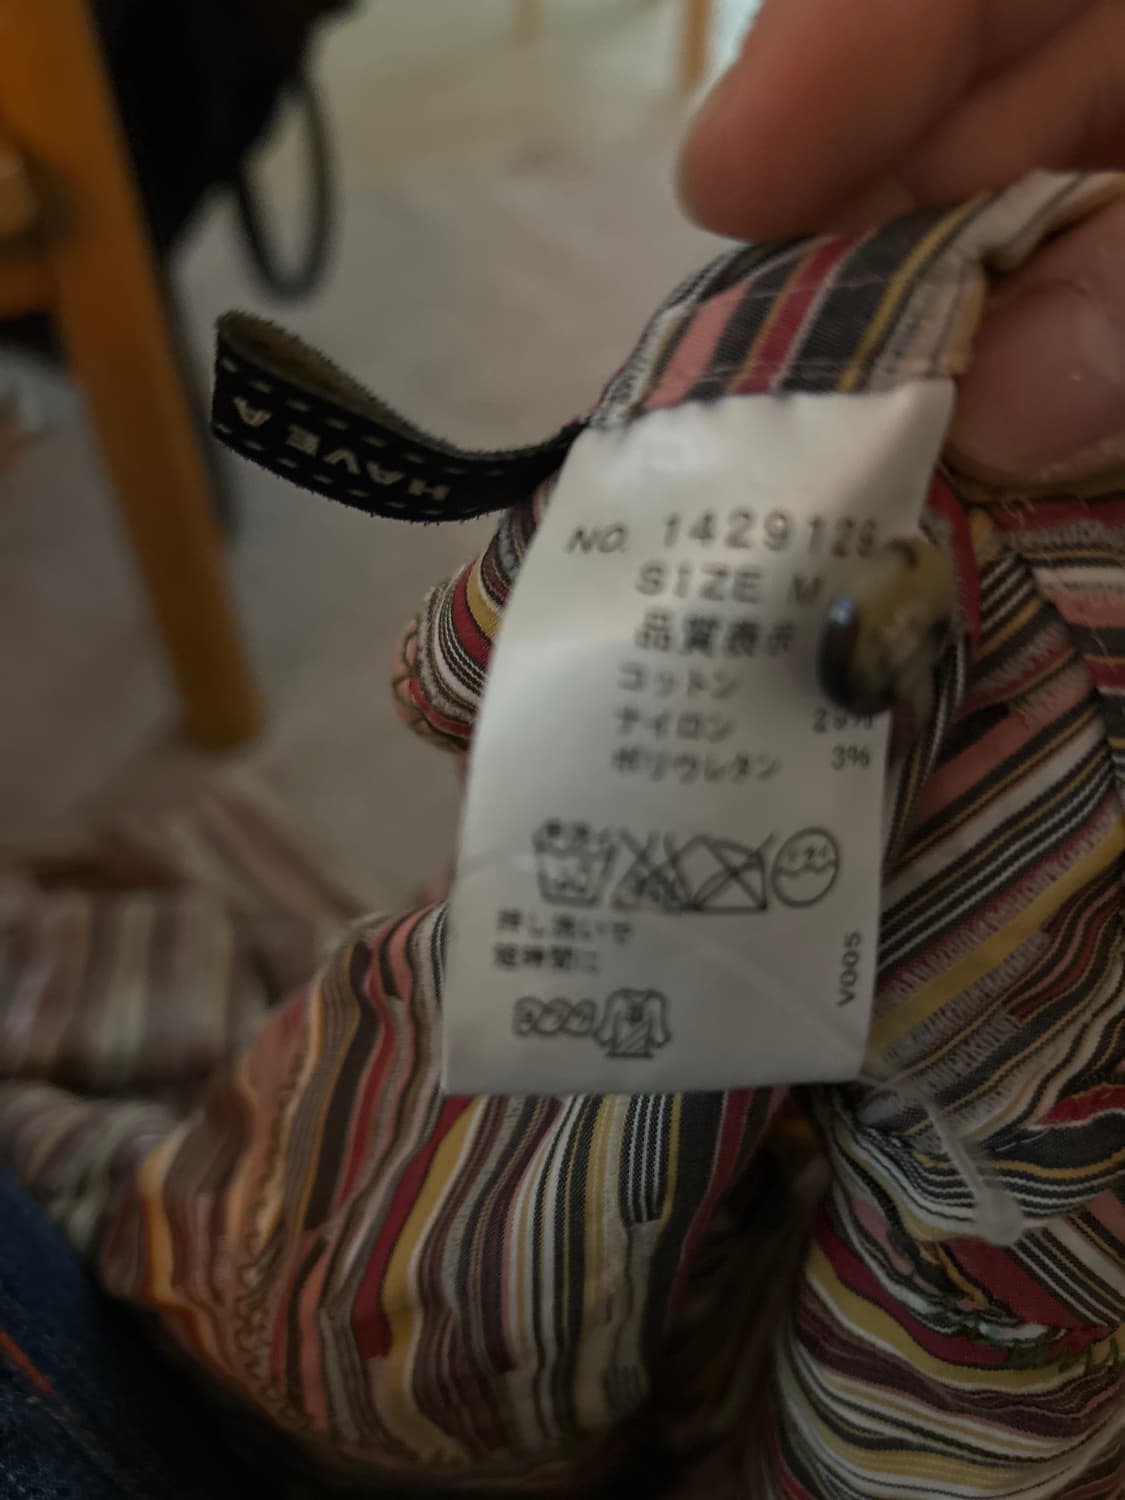 HAVE A
NO. 1429128
SIZE M
品質表示
コットン
ナイロン 29%
ポリウレタン 3%
押し洗いで
短時間に
V005